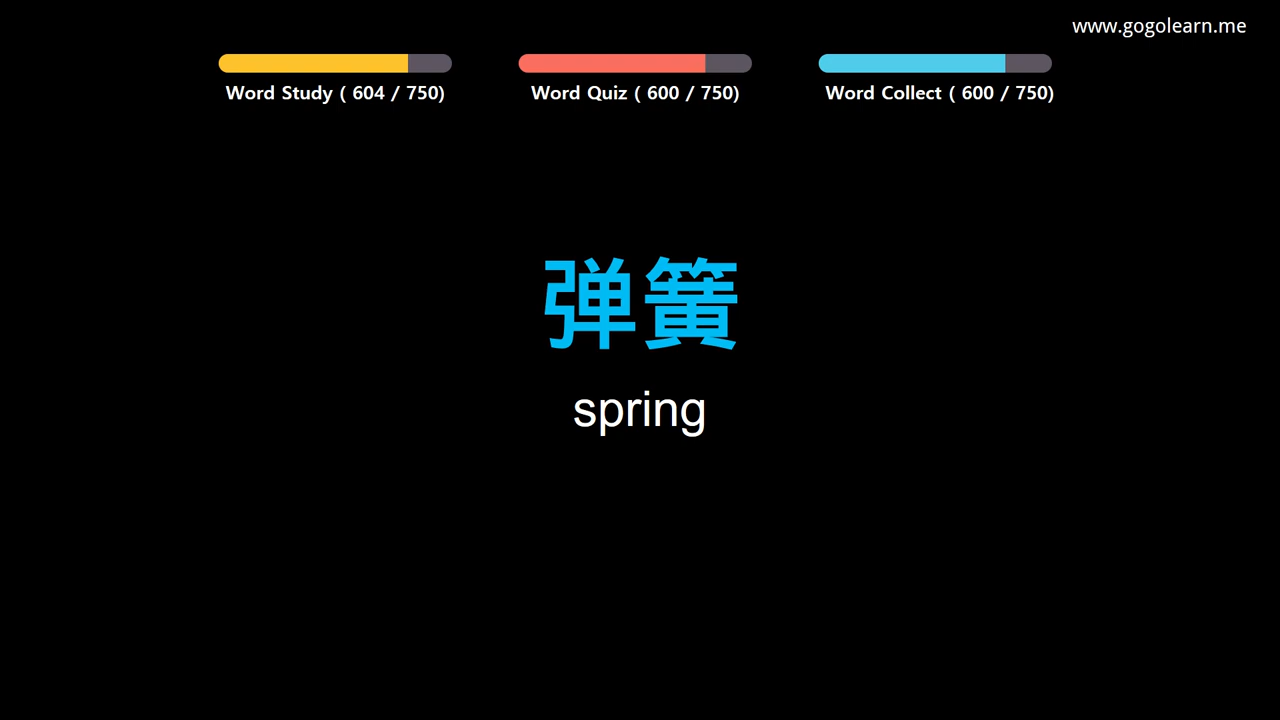 www.gogolearn.me
Word Study ( 604 / 750)
Word Quiz ( 600 / 750)
Word Collect ( 600 / 750)
弹簧
spring